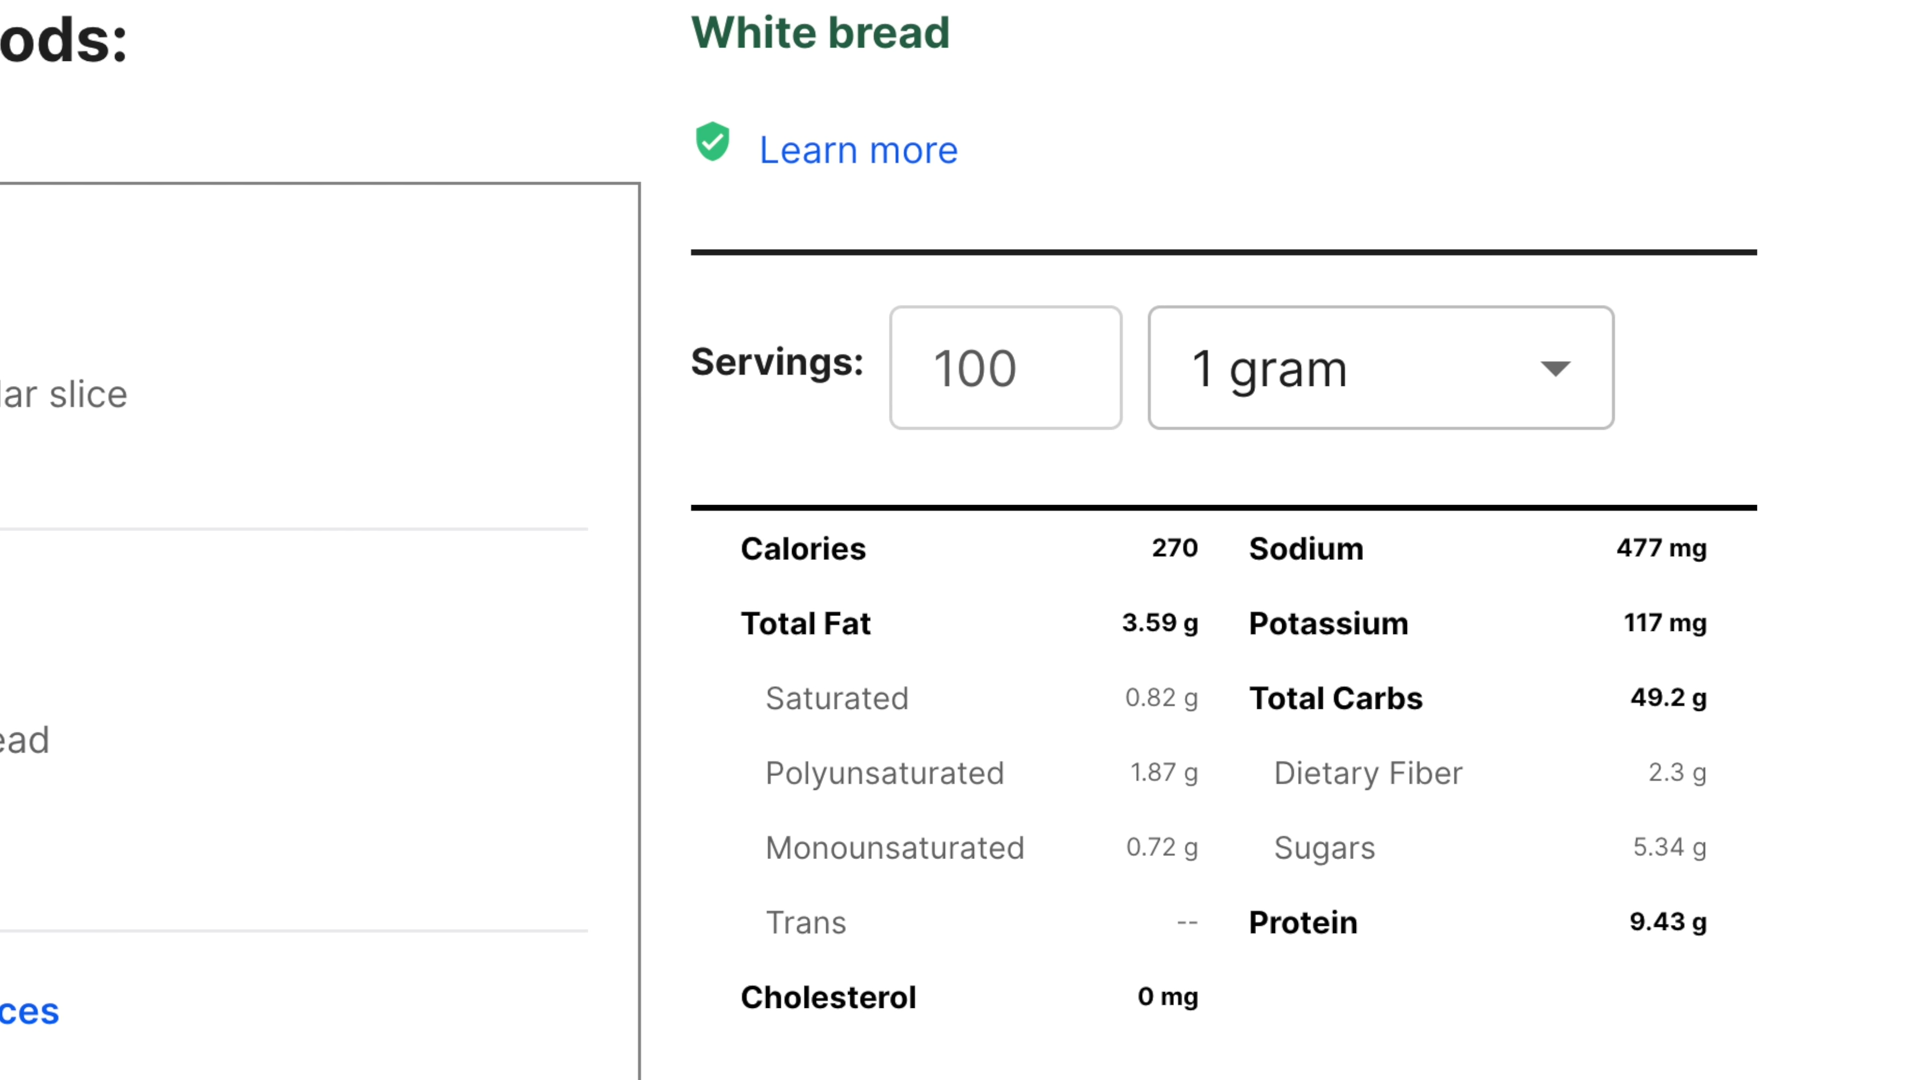 ods:
lar slice
ead
ces
White bread
Learn more
Servings: 100 1 gram
Calories 270 Sodium 477 mg
Total Fat 3.59 g Potassium 117 mg
Saturated 0.82 g Total Carbs 49.2 g
Polyunsaturated 1.87 g Dietary Fiber 2.3 g
Monounsaturated 0.72 g Sugars 5.34 g
Trans -- Protein 9.43 g
Cholesterol 0 mg